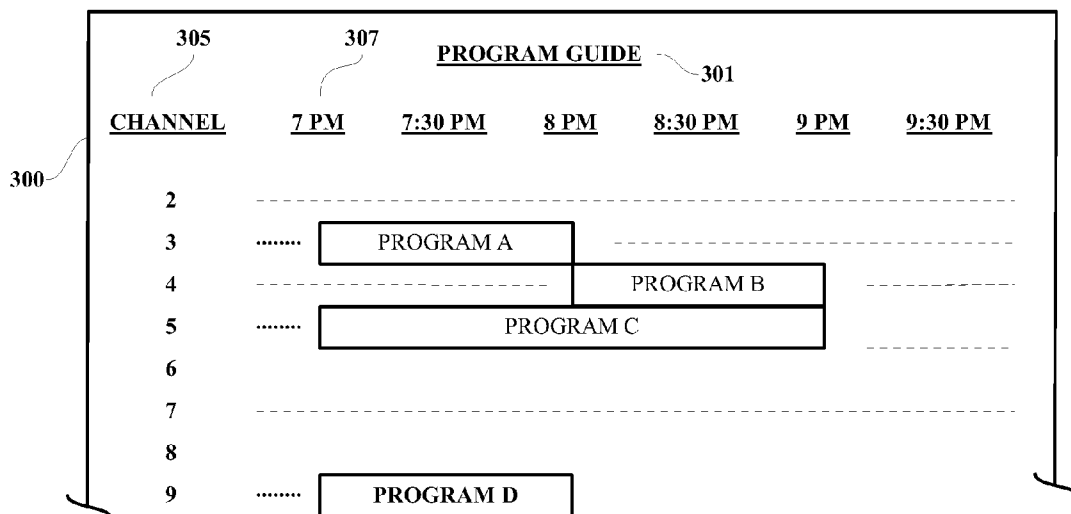 305 307 PROGRAM GUIDE 301
CHANNEL 7 PM 7:30 PM 8 PM 8:30 PM 9 PM 9:30 PM
300
2
3 PROGRAM A
4 PROGRAM B
5 PROGRAM C
6
7
8
9 PROGRAM D